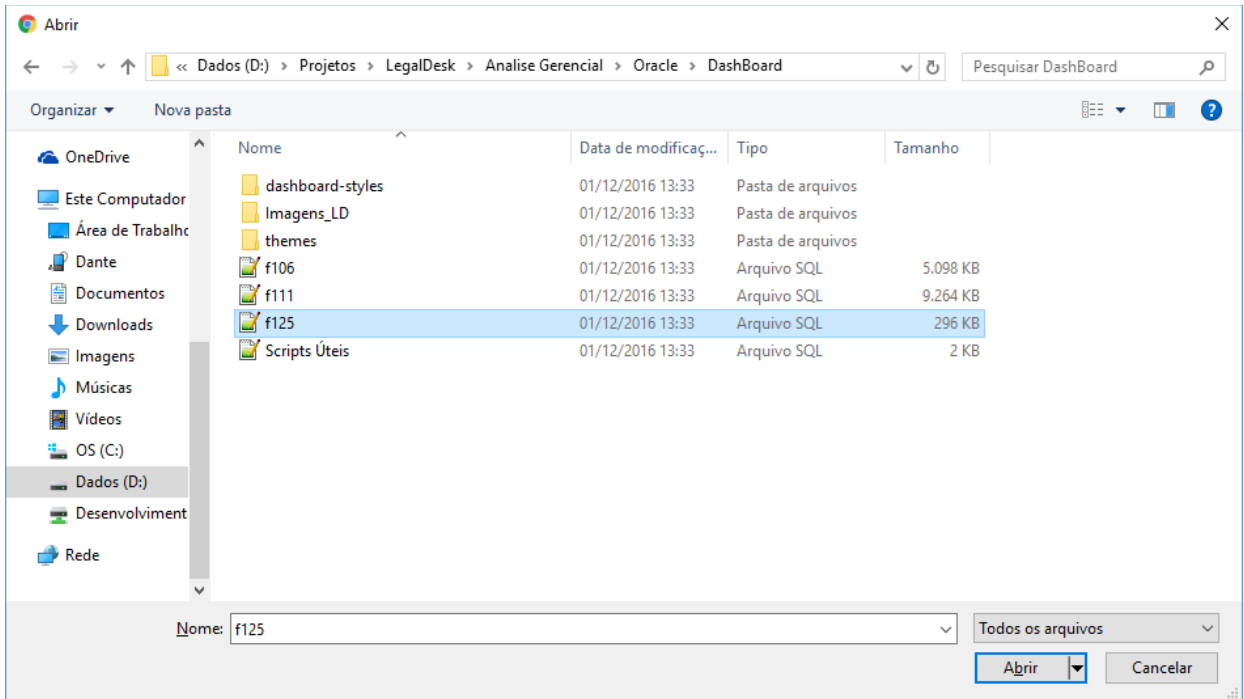 Abrir
« Dados (D:) › Projetos › LegalDesk › Analise Gerencial › Oracle › DashBoard
Pesquisar DashBoard
Organizar
Nova pasta
OneDrive
Este Computador
Área de Trabalho
Dante
Documentos
Downloads
Imagens
Músicas
Vídeos
OS (C:)
Dados (D:)
Desenvolviment
Rede
Nome Data de modificaç... Tipo Tamanho
dashboard-styles 01/12/2016 13:33 Pasta de arquivos
Imagens_LD 01/12/2016 13:33 Pasta de arquivos
themes 01/12/2016 13:33 Pasta de arquivos
f106 01/12/2016 13:33 Arquivo SQL 5.098 KB
f111 01/12/2016 13:33 Arquivo SQL 9.264 KB
f125 01/12/2016 13:33 Arquivo SQL 296 KB
Scripts Úteis 01/12/2016 13:33 Arquivo SQL 2 KB
Nome: f125
Todos os arquivos
Abrir
Cancelar